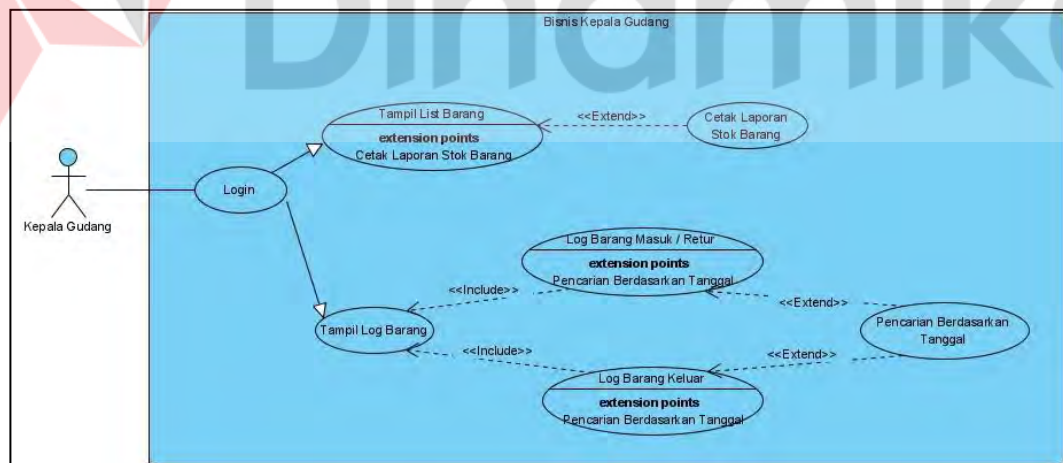 Dinamika
Bisnis Kepala Gudang
Tampil List Barang
extension points
Cetak Laporan Stok Barang
<<Extend>>
Cetak Laporan
Stok Barang
Kepala Gudang
Login
Log Barang Masuk / Retur
extension points
Pencarian Berdasarkan Tanggal
<<Include>>
<<Extend>>
Tampil Log Barang
Pencarian Berdasarkan
Tanggal
<<Include>>
<<Extend>>
Log Barang Keluar
extension points
Pencarian Berdasarkan Tanggal